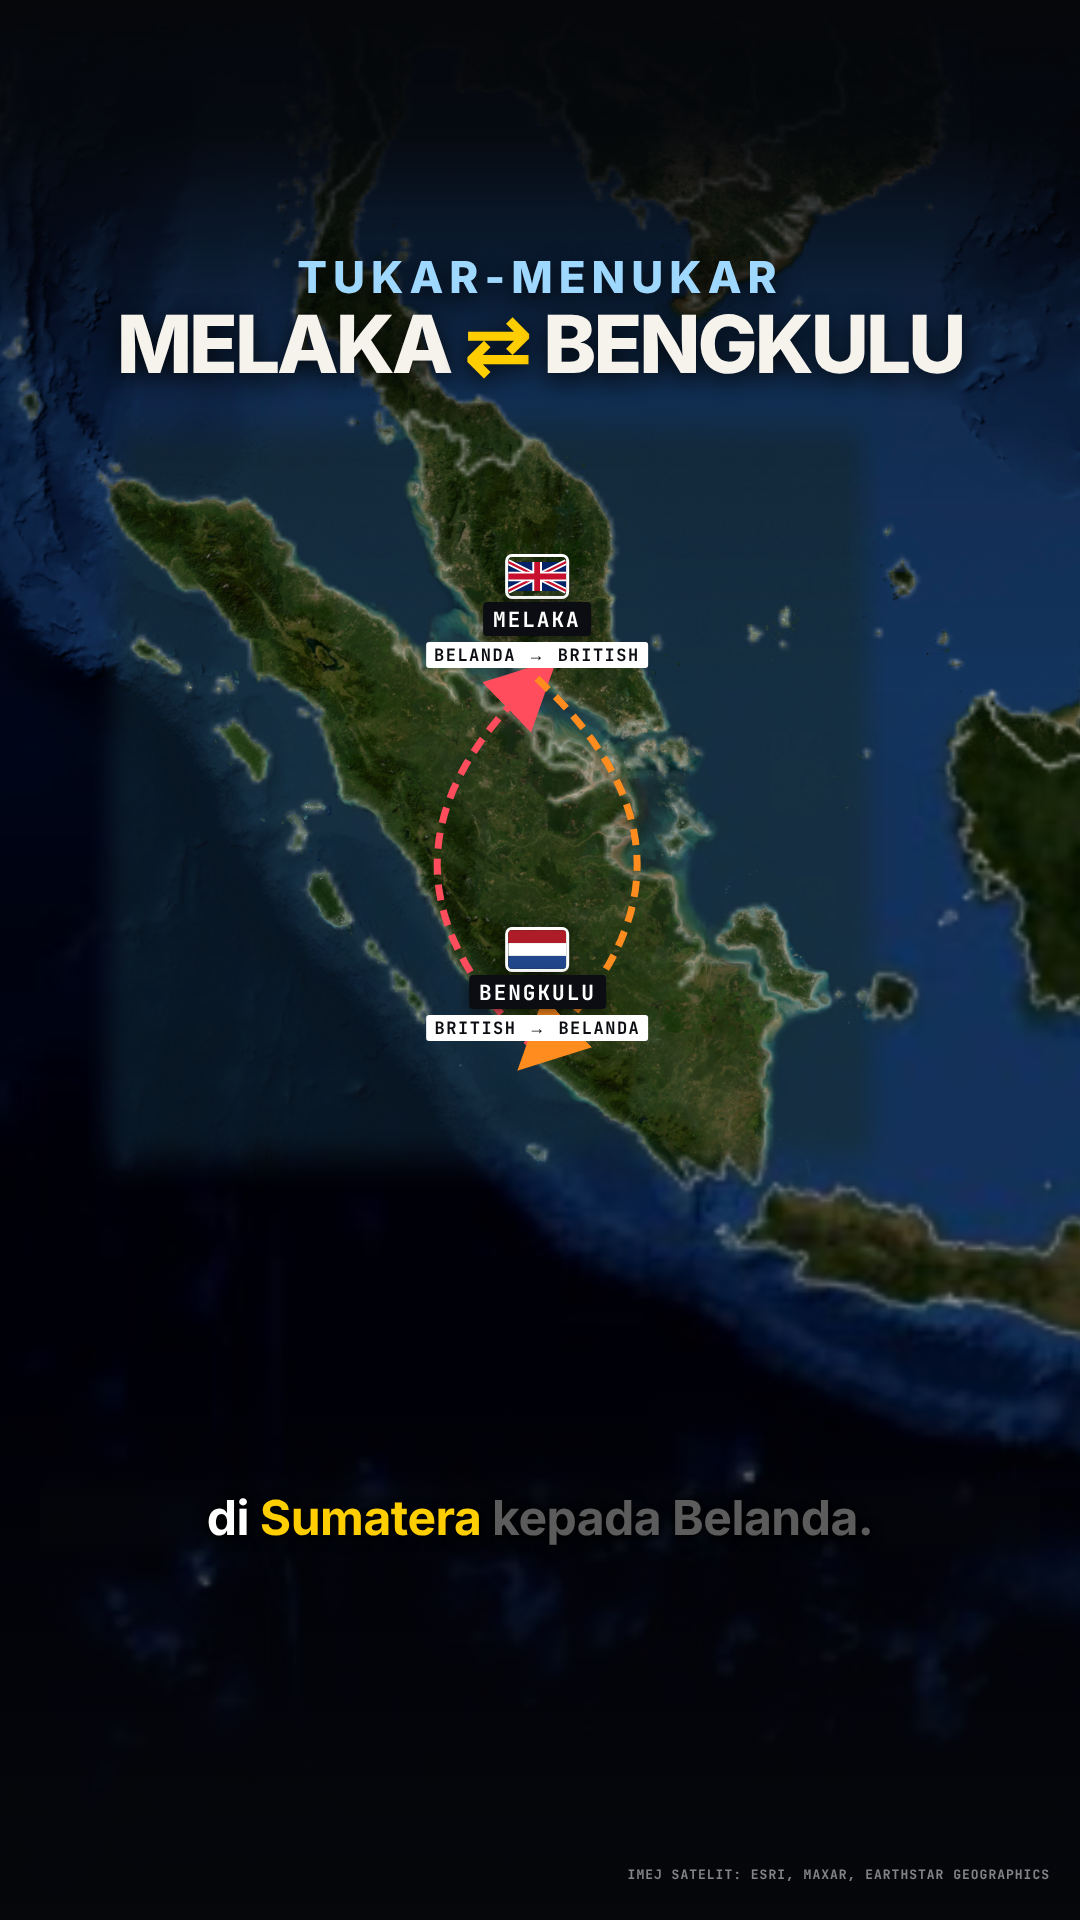 TUKAR-MENUKAR
MELAKA ⇄ BENGKULU
MELAKA
BELANDA → BRITISH
BENGKULU
BRITISH → BELANDA
di Sumatera kepada Belanda.
IMEJ SATELIT: ESRI, MAXAR, EARTHSTAR GEOGRAPHICS